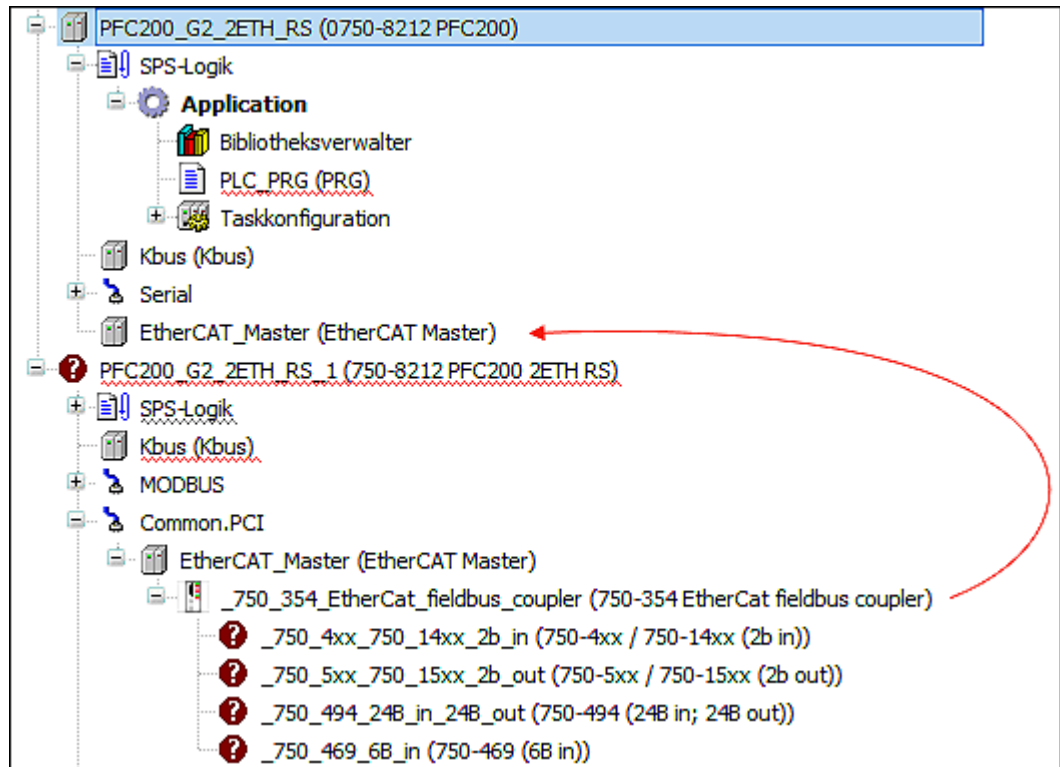 PFC200_G2_2ETH_RS (0750-8212 PFC200)
SPS-Logik
Application
Bibliotheksverwalter
PLC_PRG (PRG)
Taskkonfiguration
Kbus (Kbus)
Serial
EtherCAT_Master (EtherCAT Master)
PFC200_G2_2ETH_RS_1 (750-8212 PFC200 2ETH RS)
SPS-Logik
Kbus (Kbus)
MODBUS
Common.PCI
EtherCAT_Master (EtherCAT Master)
_750_354_EtherCat_fieldbus_coupler (750-354 EtherCat fieldbus coupler)
_750_4xx_750_14xx_2b_in (750-4xx / 750-14xx (2b in))
_750_5xx_750_15xx_2b_out (750-5xx / 750-15xx (2b out))
_750_494_24B_in_24B_out (750-494 (24B in; 24B out))
_750_469_6B_in (750-469 (6B in))